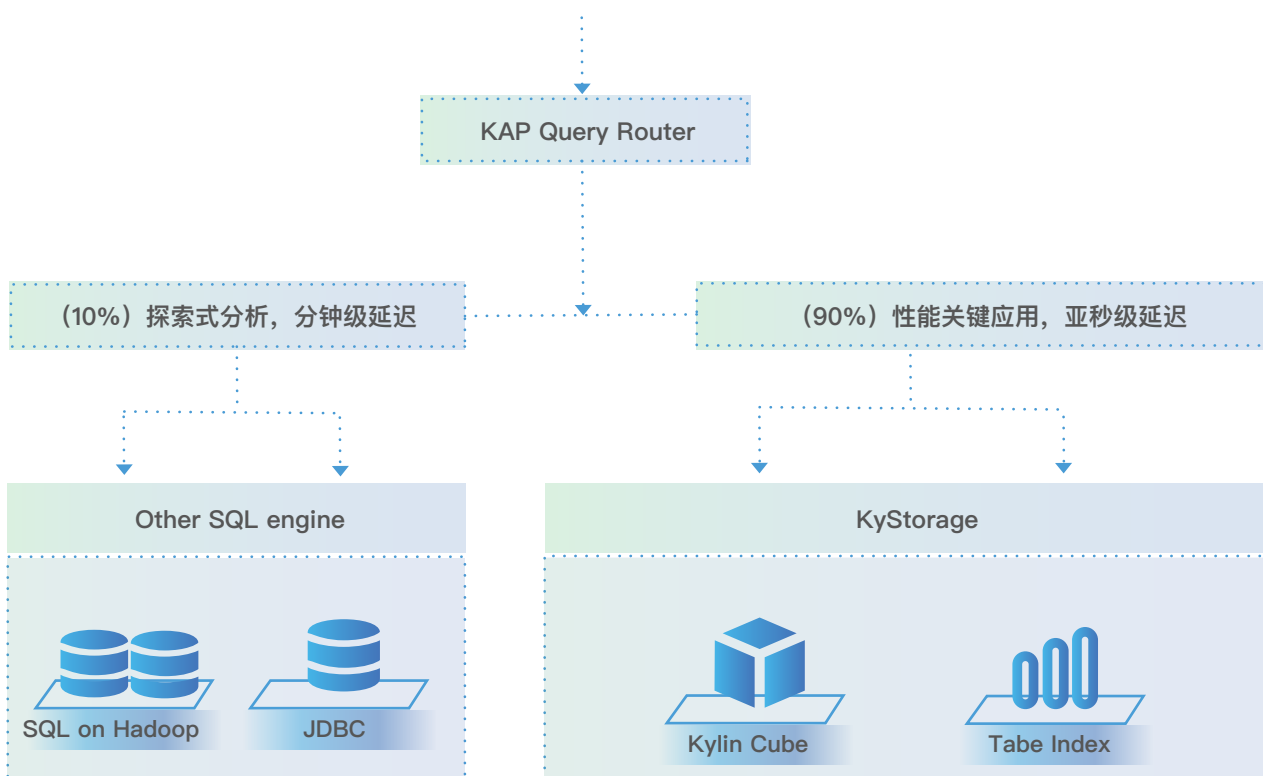 KAP Query Router
（10%）探索式分析，分钟级延迟
（90%）性能关键应用，亚秒级延迟
Other SQL engine
KyStorage
SQL on Hadoop
JDBC
Kylin Cube
Tabe Index